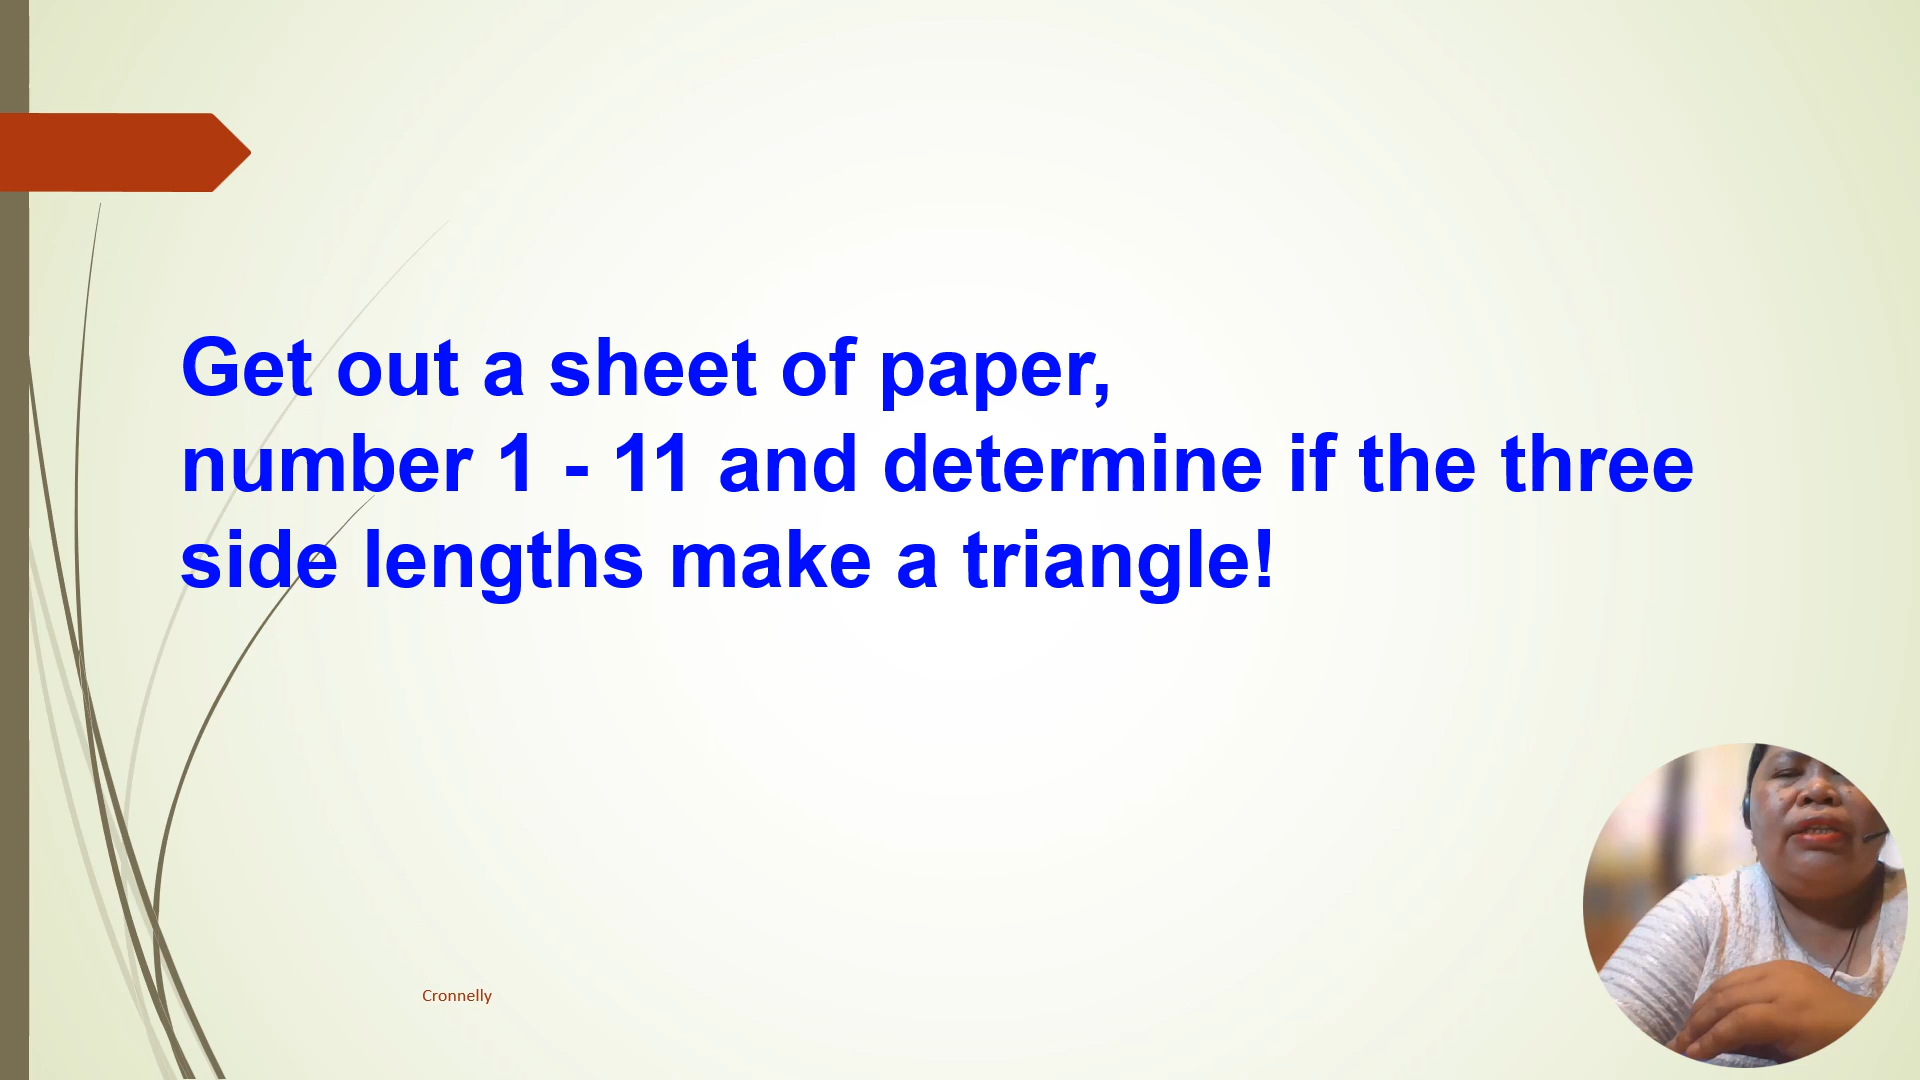 Get out a sheet of paper,
number 1 - 11 and determine if the three
side lengths make a triangle!
Cronnelly